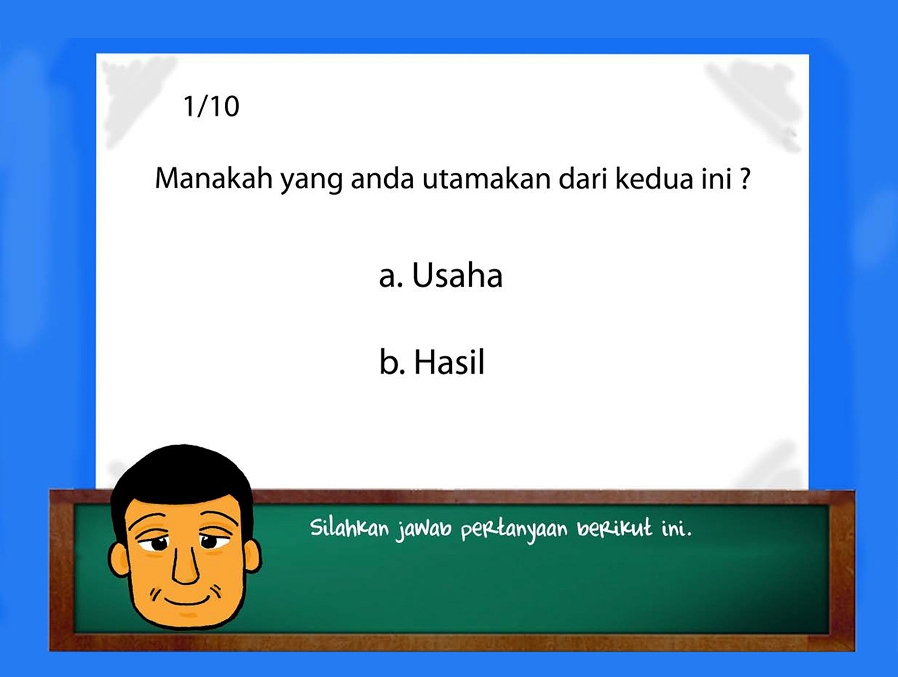 1/10
Manakah yang anda utamakan dari kedua ini ?
a. Usaha
b. Hasil
Silahkan jawab pertanyaan berikut ini.